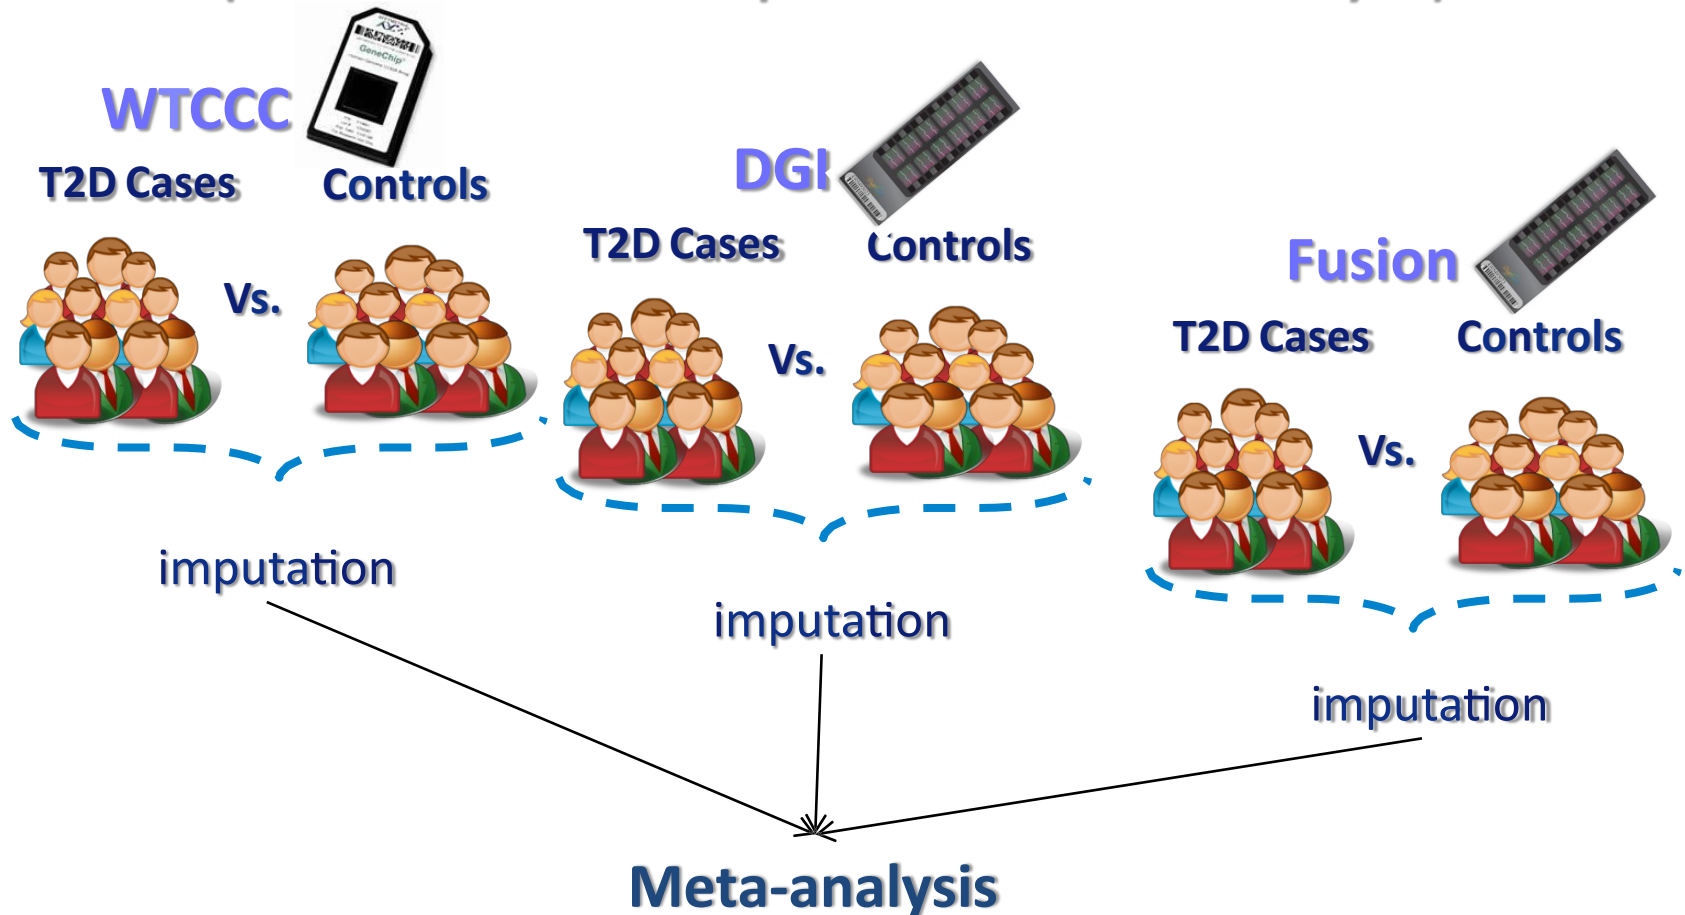 WTCCC
GeneChip
T2D Cases
Controls
Vs.
DGI
T2D Cases
Controls
Vs.
Fusion
T2D Cases
Controls
Vs.
imputation
imputation
imputation
Meta-analysis